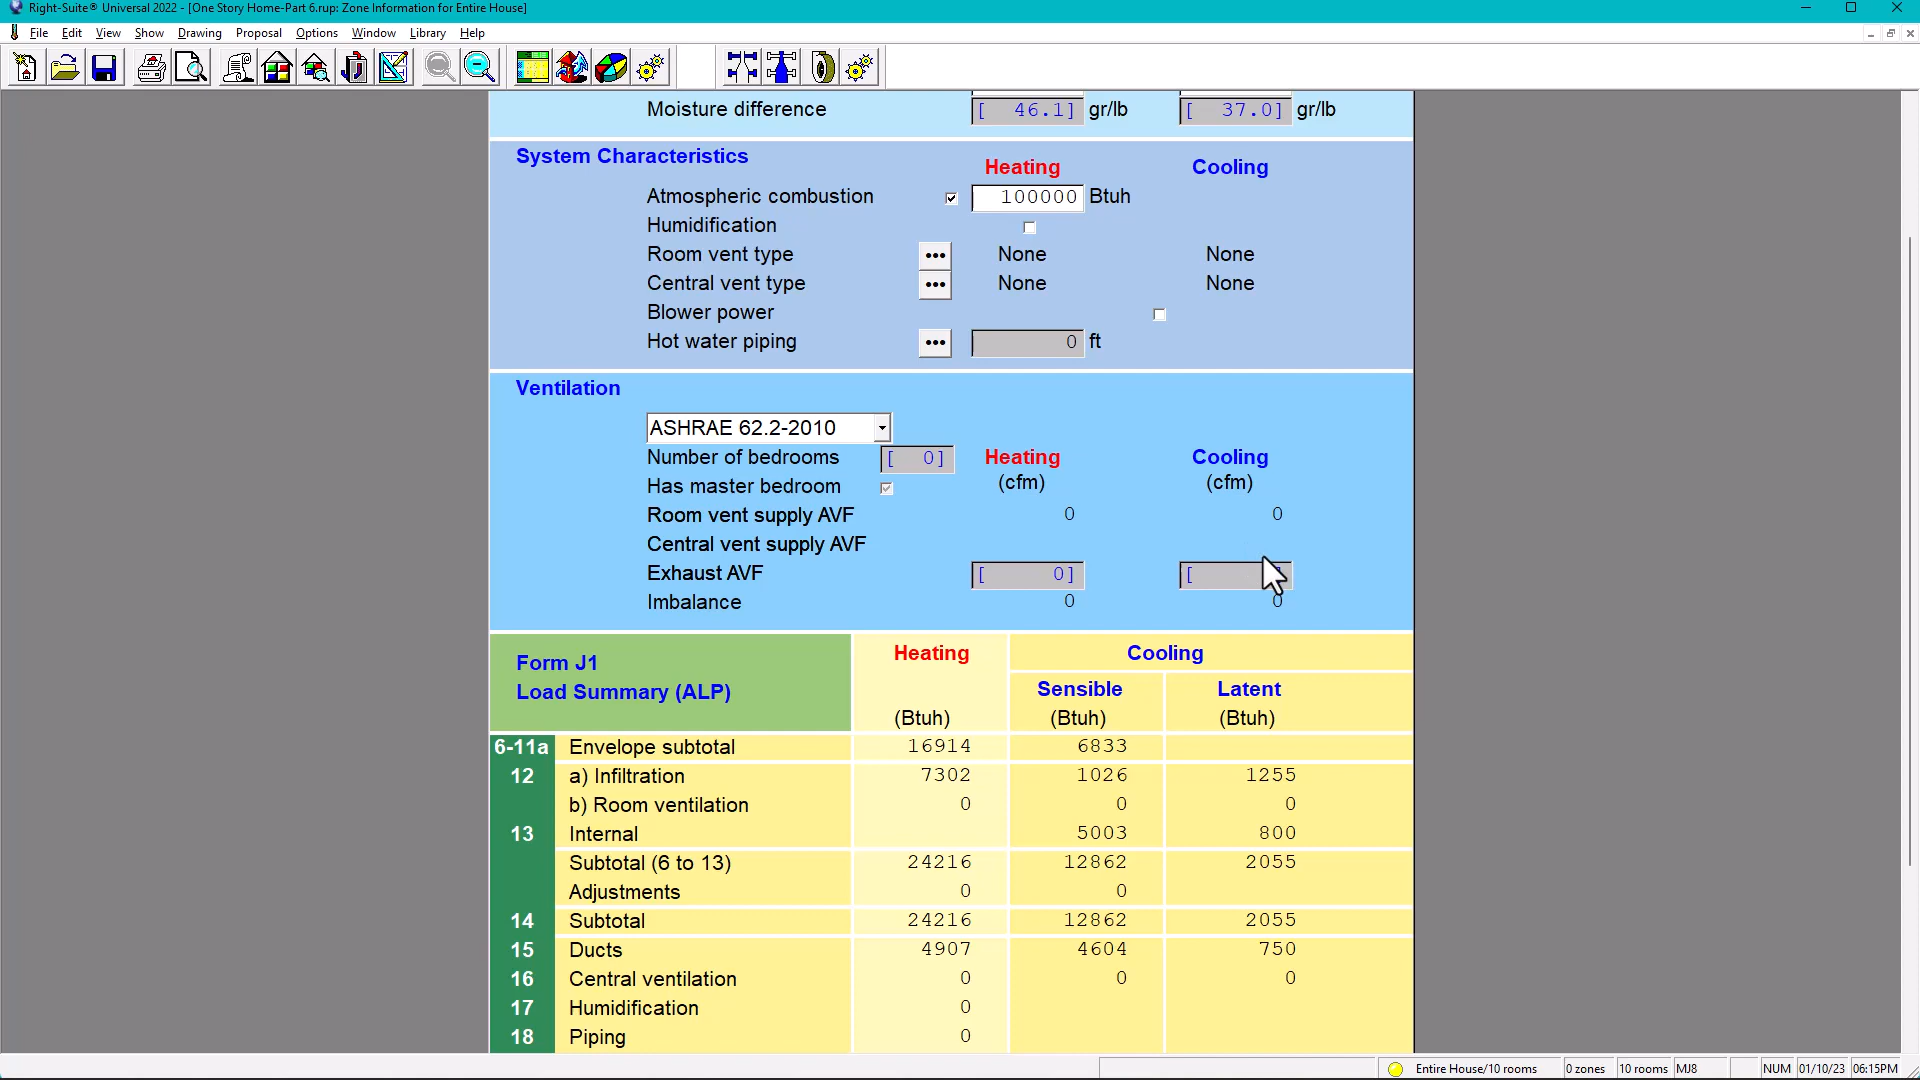 Right-Suite® Universal 2022 - [One Story Home-Part 6.rup: Zone Information for Entire House]
File Edit View Show Drawing Proposal Options Window Library Help
Moisture difference [ 46.1] gr/lb [ 37.0] gr/lb
System Characteristics
Heating Cooling
Atmospheric combustion 100000 Btuh
Humidification
Room vent type ••• None None
Central vent type ••• None None
Blower power
Hot water piping ••• 0 ft
Ventilation
ASHRAE 62.2-2010
Number of bedrooms [ 0] Heating Cooling
Has master bedroom (cfm) (cfm)
Room vent supply AVF 0 0
Central vent supply AVF
Exhaust AVF [ 0] [ ]
Imbalance 0 0
Form J1 Heating Cooling
Load Summary (ALP) Sensible Latent
(Btuh) (Btuh) (Btuh)
6-11a Envelope subtotal 16914 6833
12 a) Infiltration 7302 1026 1255
b) Room ventilation 0 0 0
13 Internal 5003 800
Subtotal (6 to 13) 24216 12862 2055
Adjustments 0 0
14 Subtotal 24216 12862 2055
15 Ducts 4907 4604 750
16 Central ventilation 0 0 0
17 Humidification 0
18 Piping 0
Entire House/10 rooms 0 zones 10 rooms MJ8 NUM 01/10/23 06:15PM